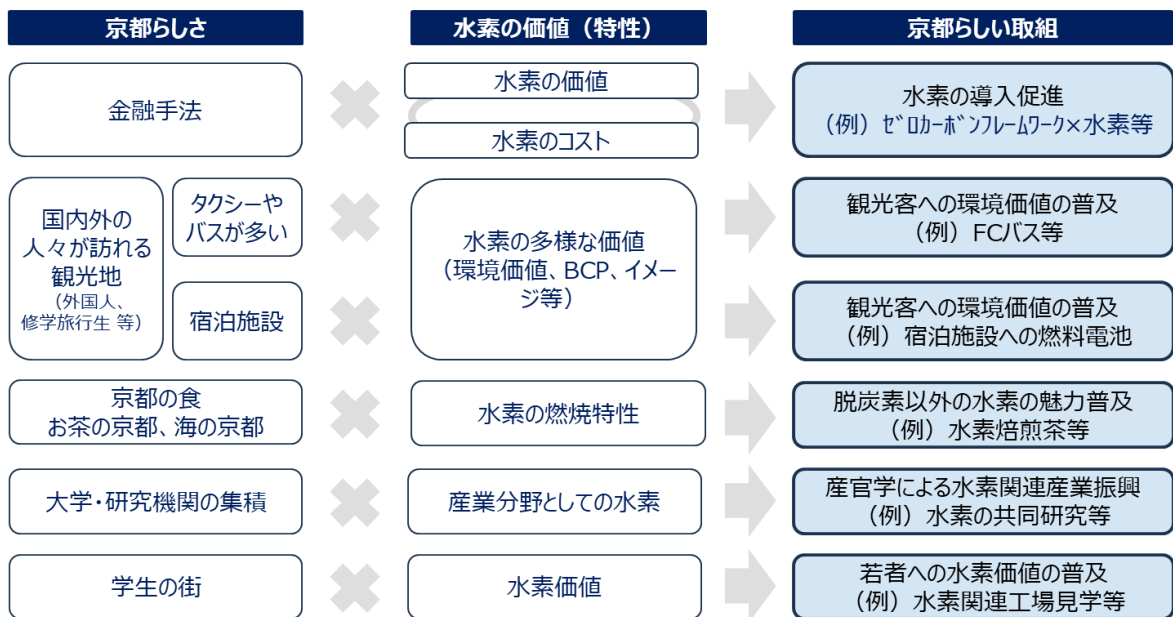 京都らしさ
水素の価値（特性）
京都らしい取組
金融手法
水素の価値
水素のコスト
水素の導入促進
（例）ｾﾞﾛｶｰﾎﾞﾝﾌﾚｰﾑﾜｰｸ×水素等
国内外の
人々が訪れる
観光地
（外国人、
修学旅行生 等）
タクシーや
バスが多い
宿泊施設
水素の多様な価値
（環境価値、BCP、イメー
ジ等）
観光客への環境価値の普及
（例）FCバス等
観光客への環境価値の普及
（例）宿泊施設への燃料電池
京都の食
お茶の京都、海の京都
水素の燃焼特性
脱炭素以外の水素の魅力普及
（例）水素焙煎茶等
大学・研究機関の集積
産業分野としての水素
産官学による水素関連産業振興
（例）水素の共同研究等
学生の街
水素価値
若者への水素価値の普及
（例）水素関連工場見学等